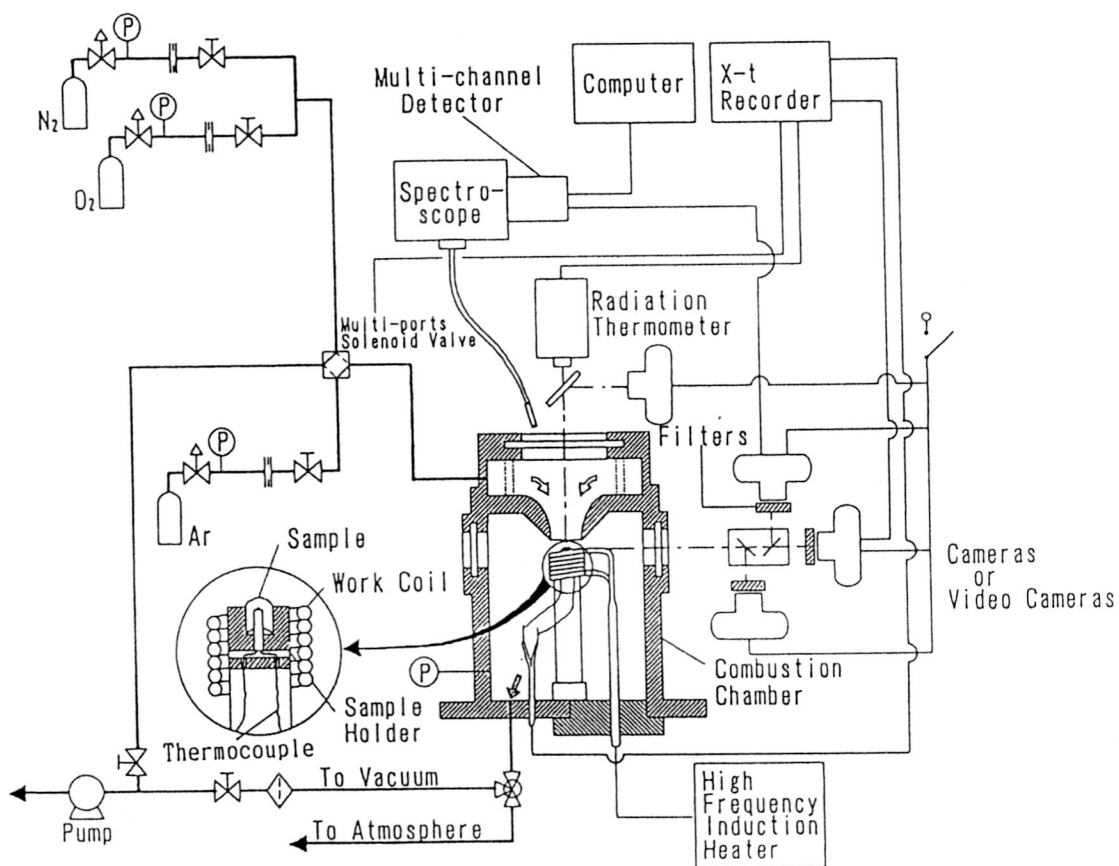 P
N₂
P
O₂
Multi-channel
Detector
Computer
X-t
Recorder
Spectro-
scope
Radiation
Thermometer
Multi-ports
Solenoid Valve
Filters
P
Ar
Sample
Work Coil
Cameras
or
Video Cameras
P
Combustion
Chamber
Sample
Holder
Thermocouple
To Vacuum
Pump
To Atmosphere
High
Frequency
Induction
Heater